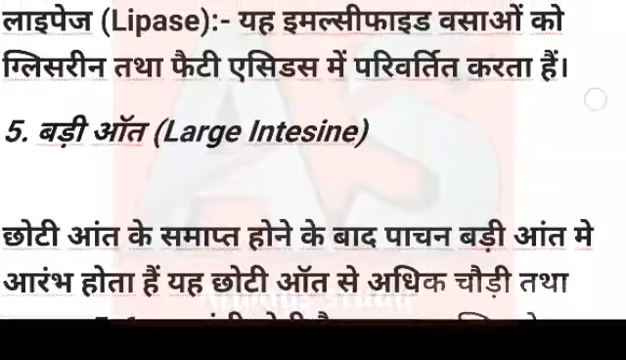 लाइपेज (Lipase):- यह इमल्सीफाइड वसाओं को
ग्लिसरीन तथा फैटी एसिडस में परिवर्तित करता हैं।
5. बड़ी ऑत (Large Intesine)
छोटी आंत के समाप्त होने के बाद पाचन बड़ी आंत मे
आरंभ होता हैं यह छोटी ऑत से अधिक चौड़ी तथा